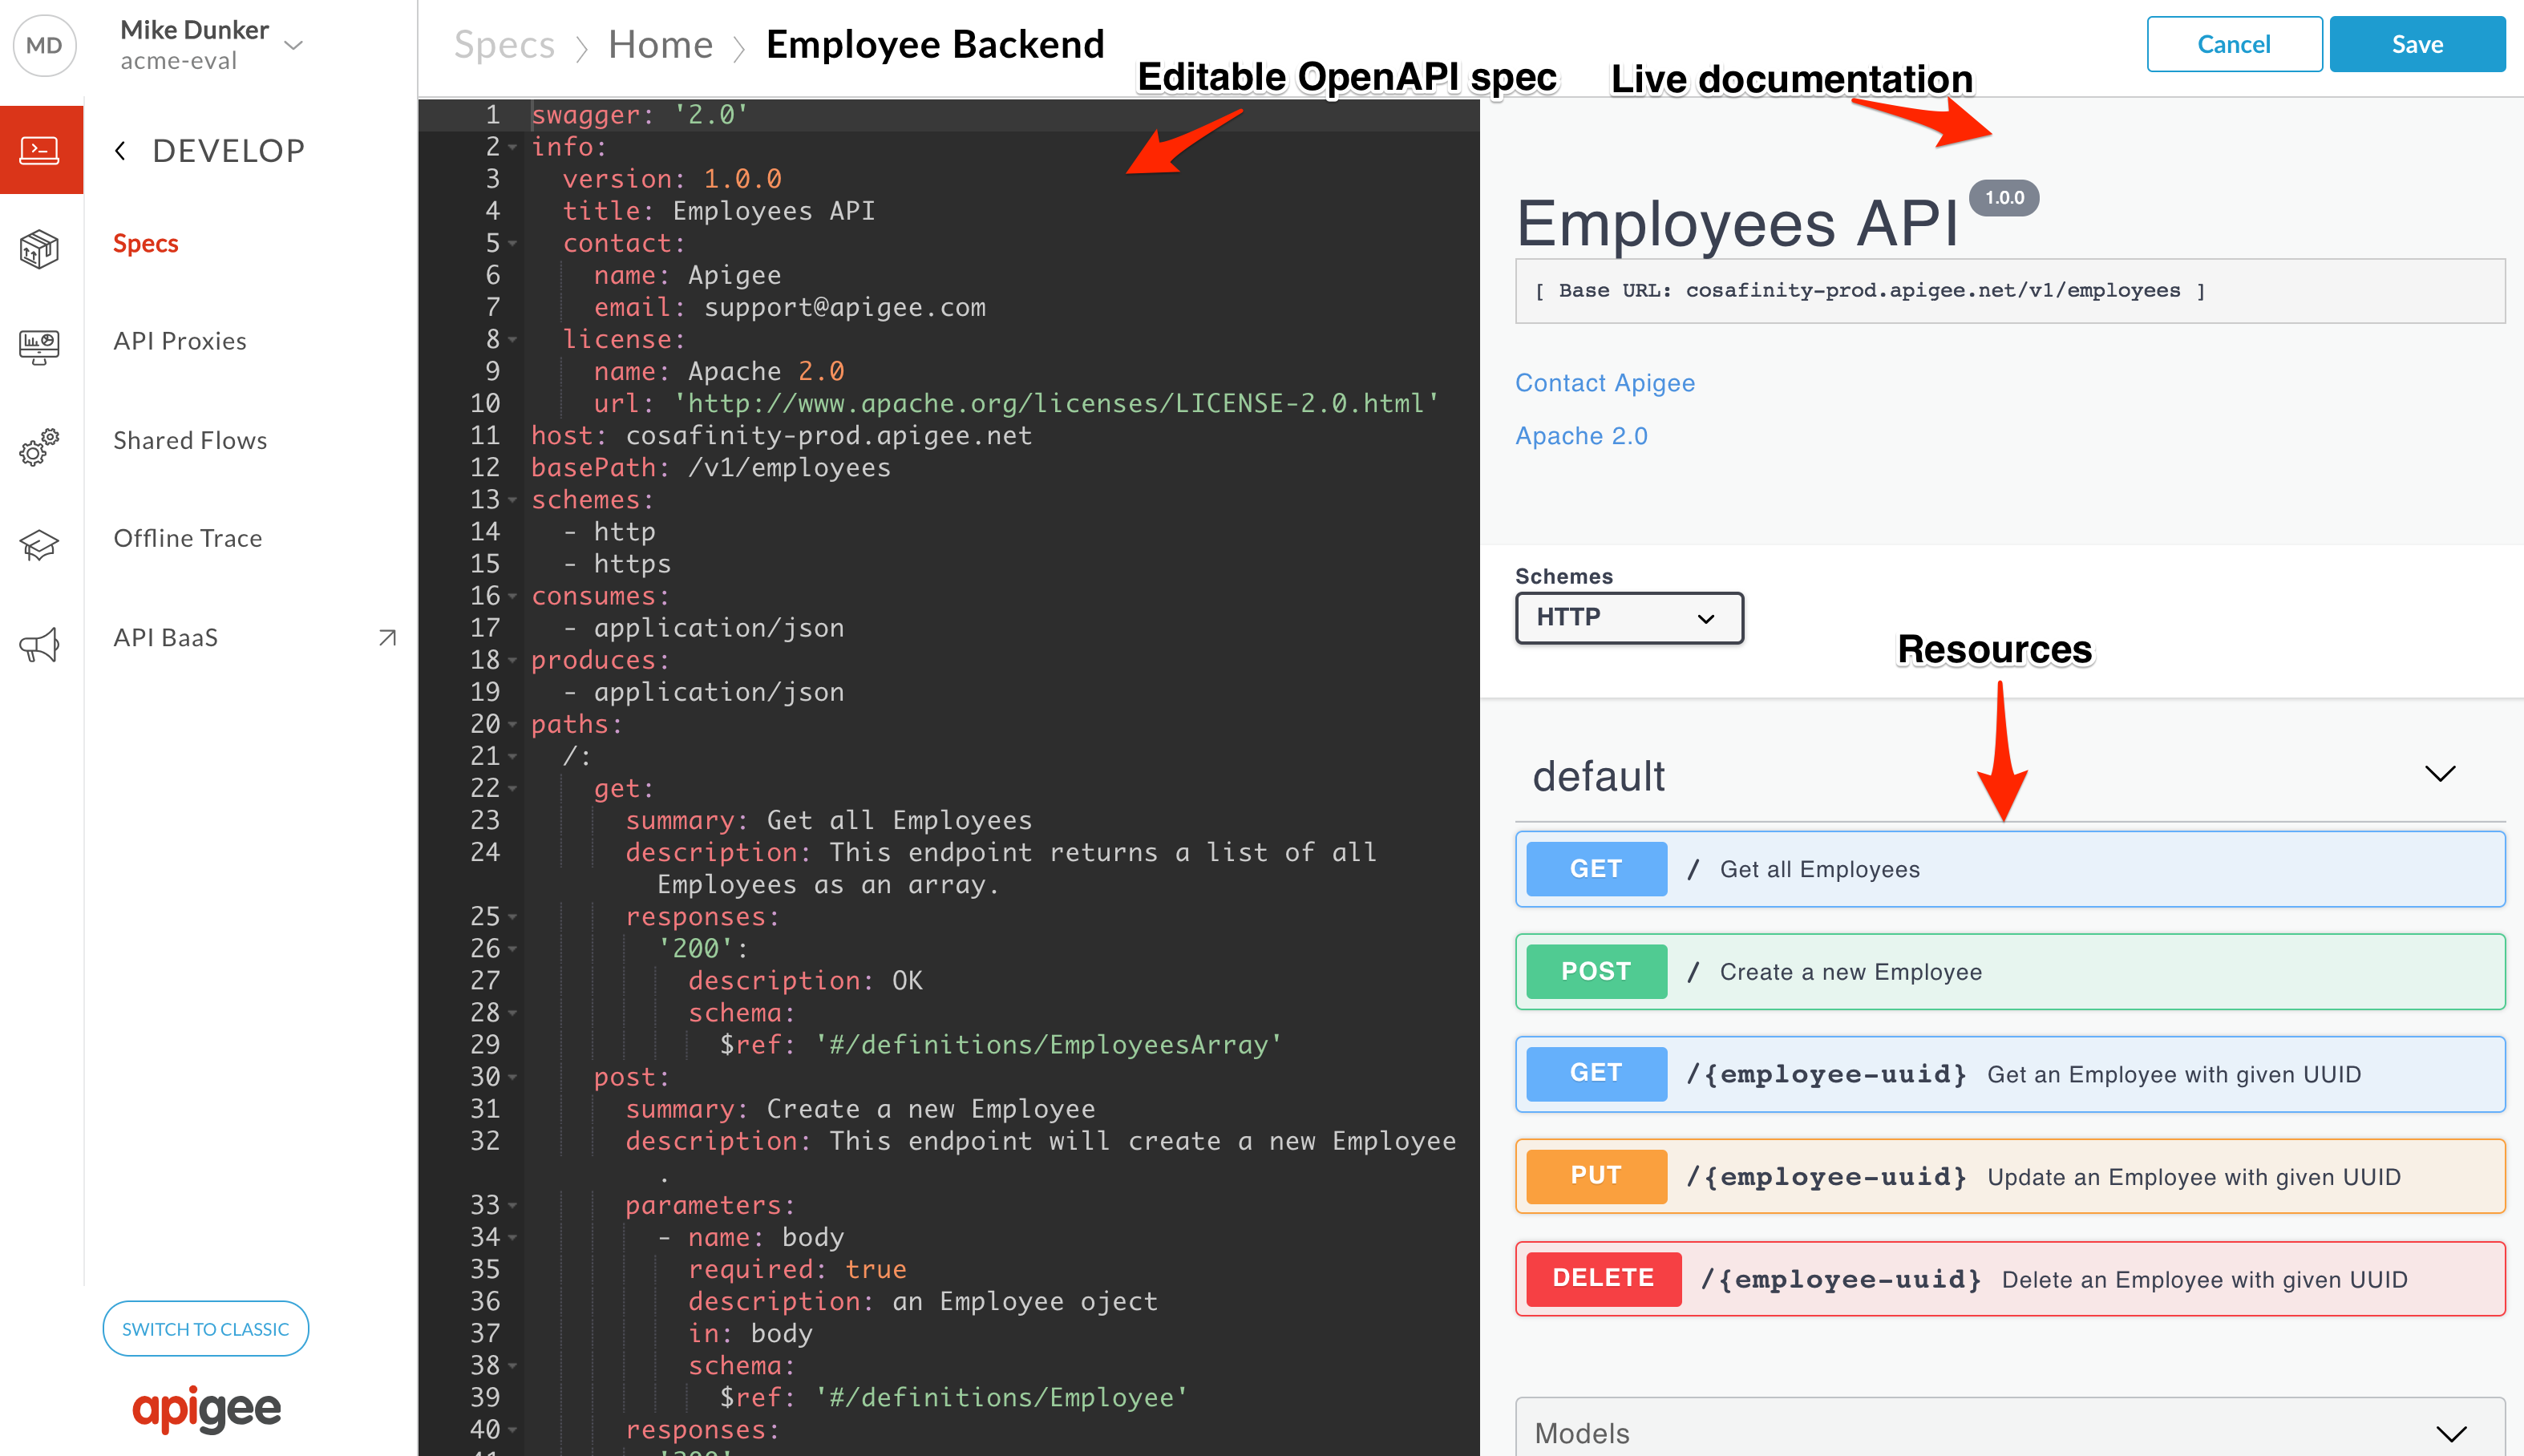 MD
Mike Dunker
acme-eval
DEVELOP
Specs
API Proxies
Shared Flows
Offline Trace
API BaaS
SWITCH TO CLASSIC
apigee
Specs > Home > Employee Backend
Cancel
Save
Editable OpenAPI spec
Live documentation
1 swagger: '2.0'
2 info:
3 version: 1.0.0
4 title: Employees API
5 contact:
6 name: Apigee
7 email: support@apigee.com
8 license:
9 name: Apache 2.0
10 url: 'http://www.apache.org/licenses/LICENSE-2.0.html'
11 host: cosafinity-prod.apigee.net
12 basePath: /v1/employees
13 schemes:
14 - http
15 - https
16 consumes:
17 - application/json
18 produces:
19 - application/json
20 paths:
21 /:
22 get:
23 summary: Get all Employees
24 description: This endpoint returns a list of all
Employees as an array.
25 responses:
26 '200':
27 description: OK
28 schema:
29 $ref: '#/definitions/EmployeesArray'
30 post:
31 summary: Create a new Employee
32 description: This endpoint will create a new Employee
.
33 parameters:
34 - name: body
35 required: true
36 description: an Employee oject
37 in: body
38 schema:
39 $ref: '#/definitions/Employee'
40 responses:
Employees API 1.0.0
[ Base URL: cosafinity-prod.apigee.net/v1/employees ]
Contact Apigee
Apache 2.0
Schemes
HTTP
Resources
default
GET / Get all Employees
POST / Create a new Employee
GET /{employee-uuid} Get an Employee with given UUID
PUT /{employee-uuid} Update an Employee with given UUID
DELETE /{employee-uuid} Delete an Employee with given UUID
Models